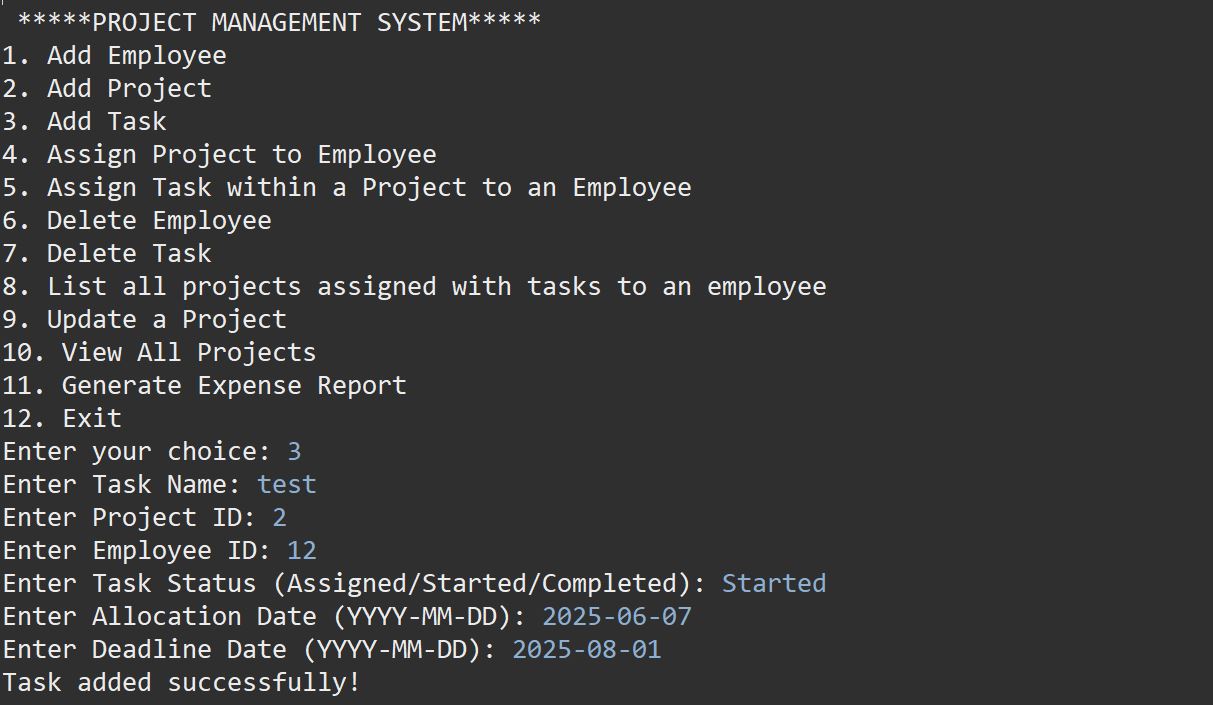 *****PROJECT MANAGEMENT SYSTEM*****
1. Add Employee
2. Add Project
3. Add Task
4. Assign Project to Employee
5. Assign Task within a Project to an Employee
6. Delete Employee
7. Delete Task
8. List all projects assigned with tasks to an employee
9. Update a Project
10. View All Projects
11. Generate Expense Report
12. Exit
Enter your choice: 3
Enter Task Name: test
Enter Project ID: 2
Enter Employee ID: 12
Enter Task Status (Assigned/Started/Completed): Started
Enter Allocation Date (YYYY-MM-DD): 2025-06-07
Enter Deadline Date (YYYY-MM-DD): 2025-08-01
Task added successfully!